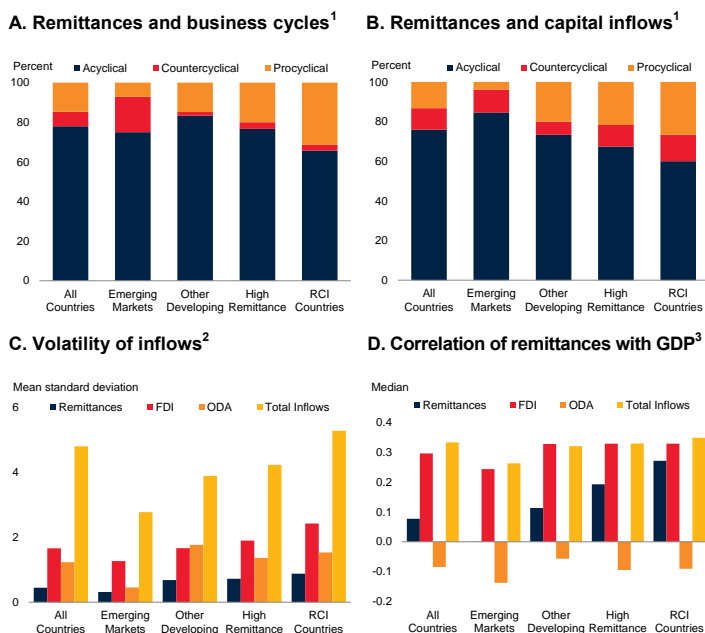 A. Remittances and business cycles¹
Percent
Acyclical Countercyclical Procyclical
100
80
60
40
20
0
All Countries
Emerging Markets
Other Developing
High Remittance
RCI Countries
B. Remittances and capital inflows¹
Percent
Acyclical Countercyclical Procyclical
100
80
60
40
20
0
All Countries
Emerging Markets
Other Developing
High Remittance
RCI Countries
C. Volatility of inflows²
Mean standard deviation
Remittances FDI ODA Total Inflows
6
4
2
0
All Countries
Emerging Markets
Other Developing
High Remittance
RCI Countries
D. Correlation of remittances with GDP³
Median
Remittances FDI ODA Total Inflows
0.4
0.3
0.2
0.1
0.0
-0.1
-0.2
All Countries
Emerging Markets
Other Developing
High Remittance
RCI Countries